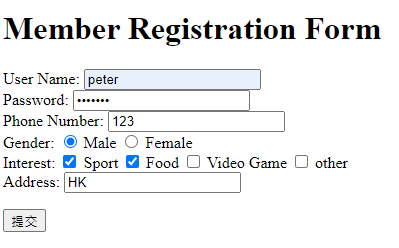 Member Registration Form
User Name: peter
Password: •••••••
Phone Number: 123
Gender: Male Female
Interest: Sport Food Video Game other
Address: HK
提交